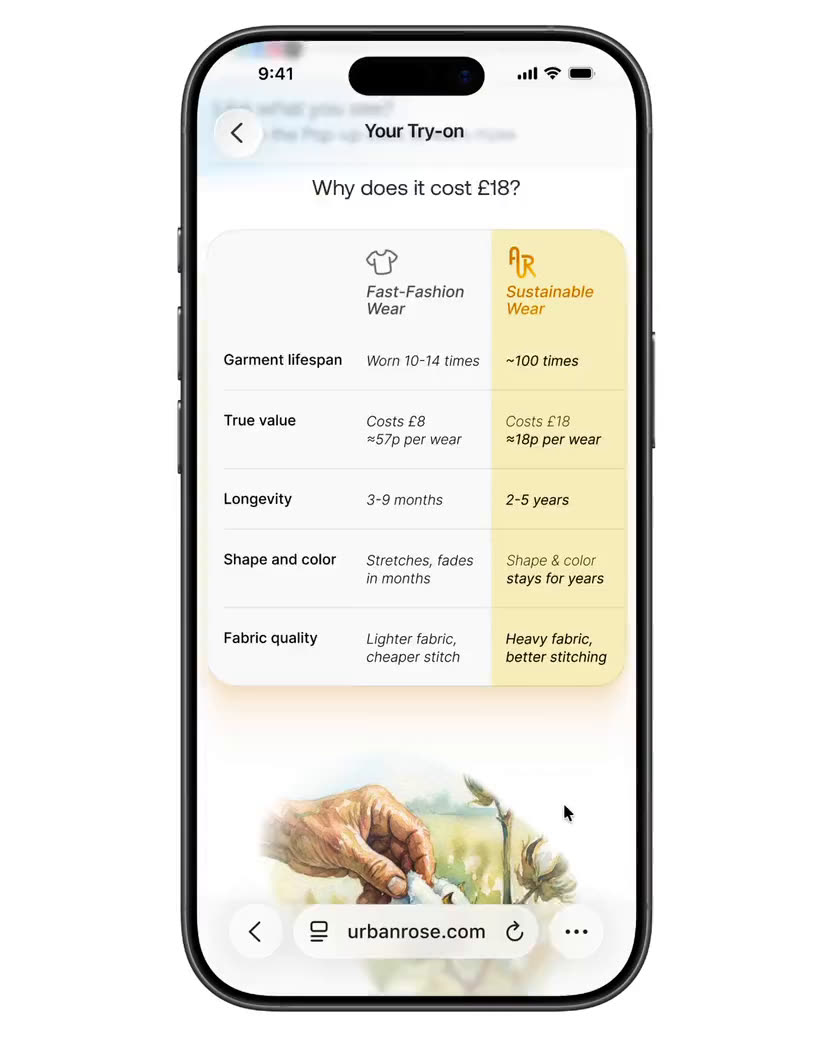 9:41
Your Try-on
Why does it cost £18?
Fast-Fashion
Wear
Sustainable
Wear
Garment lifespan
Worn 10-14 times
~100 times
True value
Costs £8
≈57p per wear
Costs £18
≈18p per wear
Longevity
3-9 months
2-5 years
Shape and color
Stretches, fades
in months
Shape & color
stays for years
Fabric quality
Lighter fabric,
cheaper stitch
Heavy fabric,
better stitching
urbanrose.com